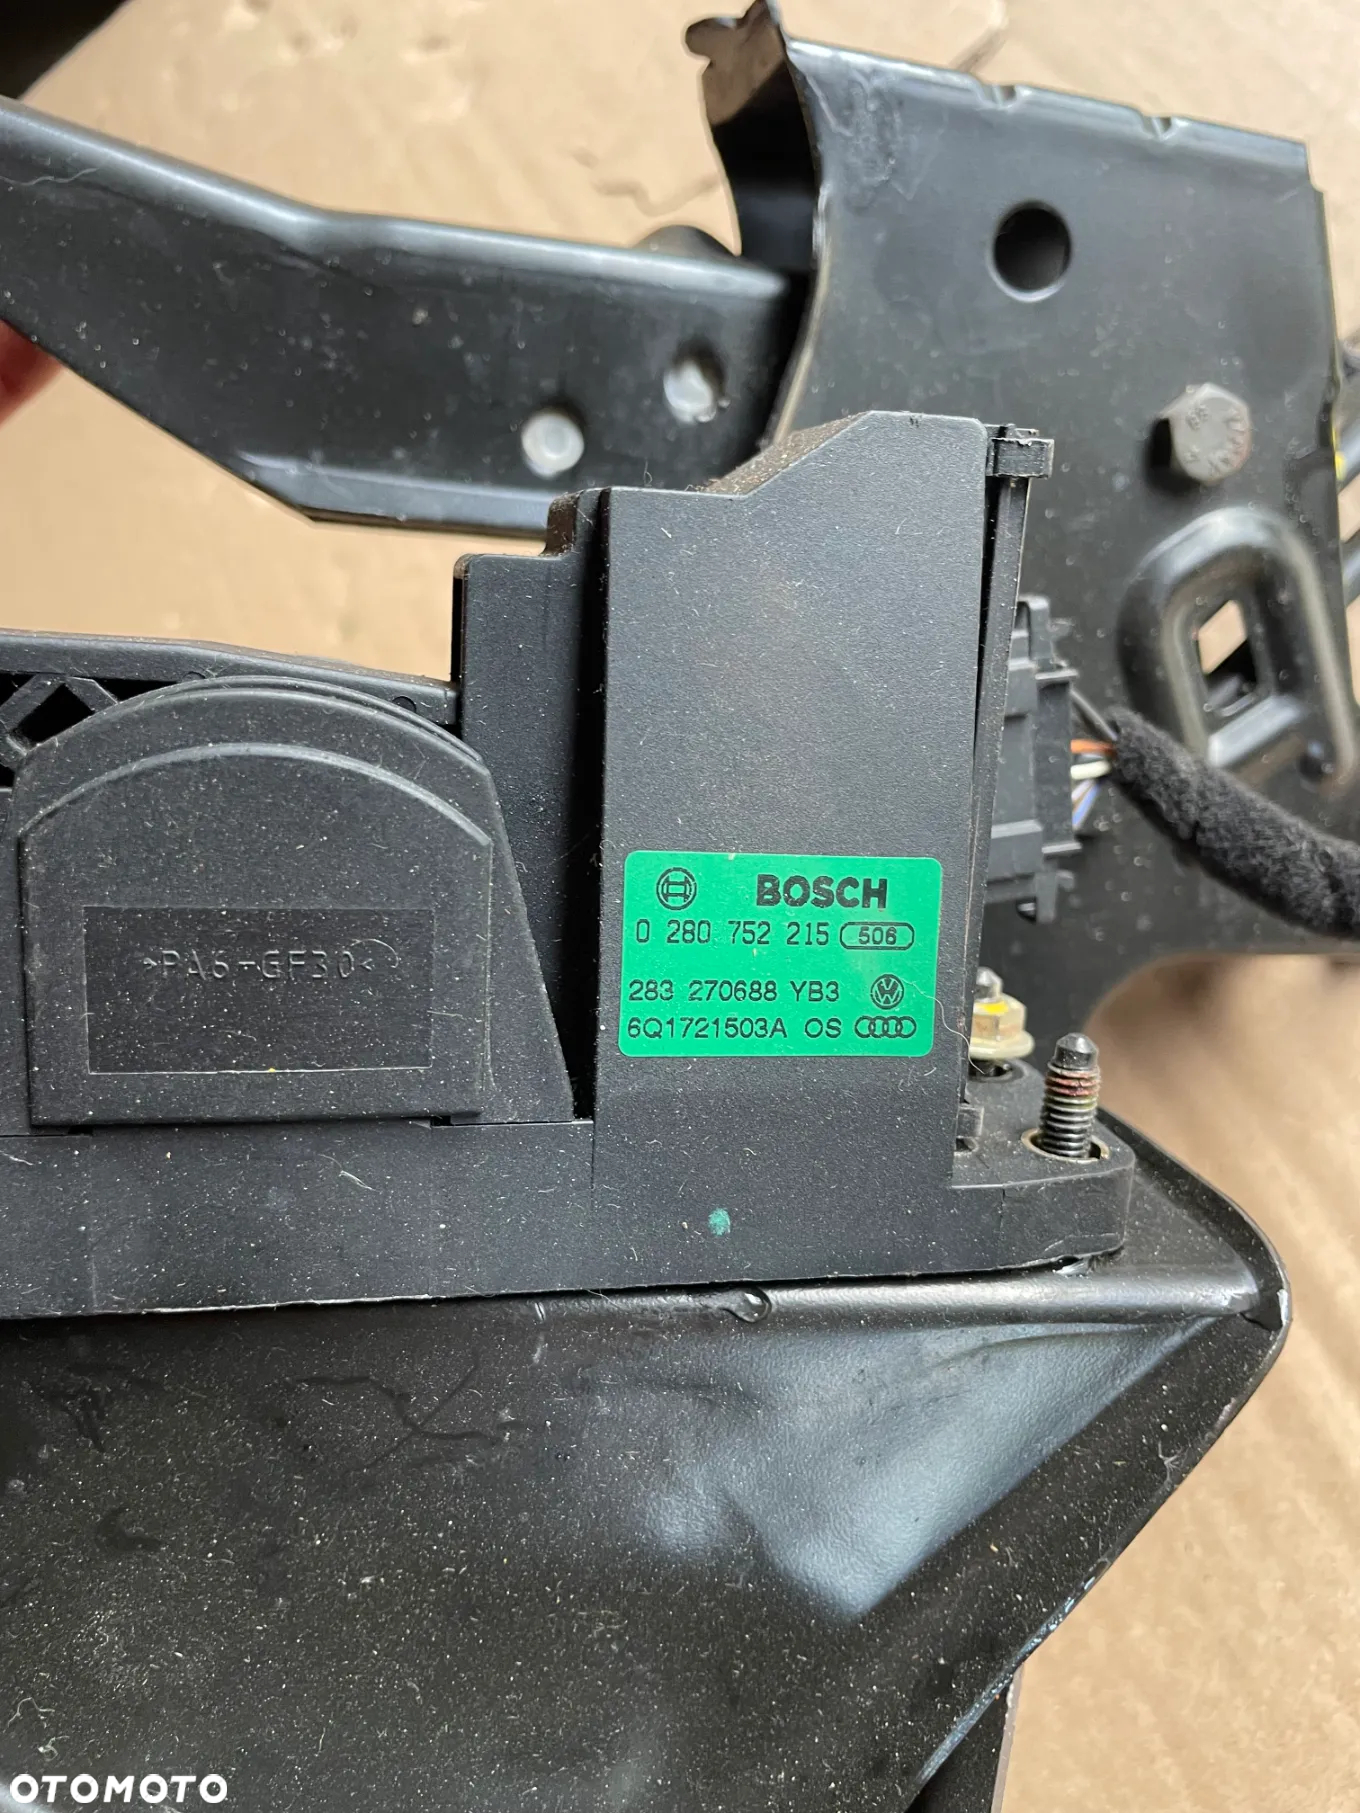 BOSCH
0 280 752 215 506
283 270688 YB3
6Q1721503A OS
>PA6-GF30<
OTOMOTO